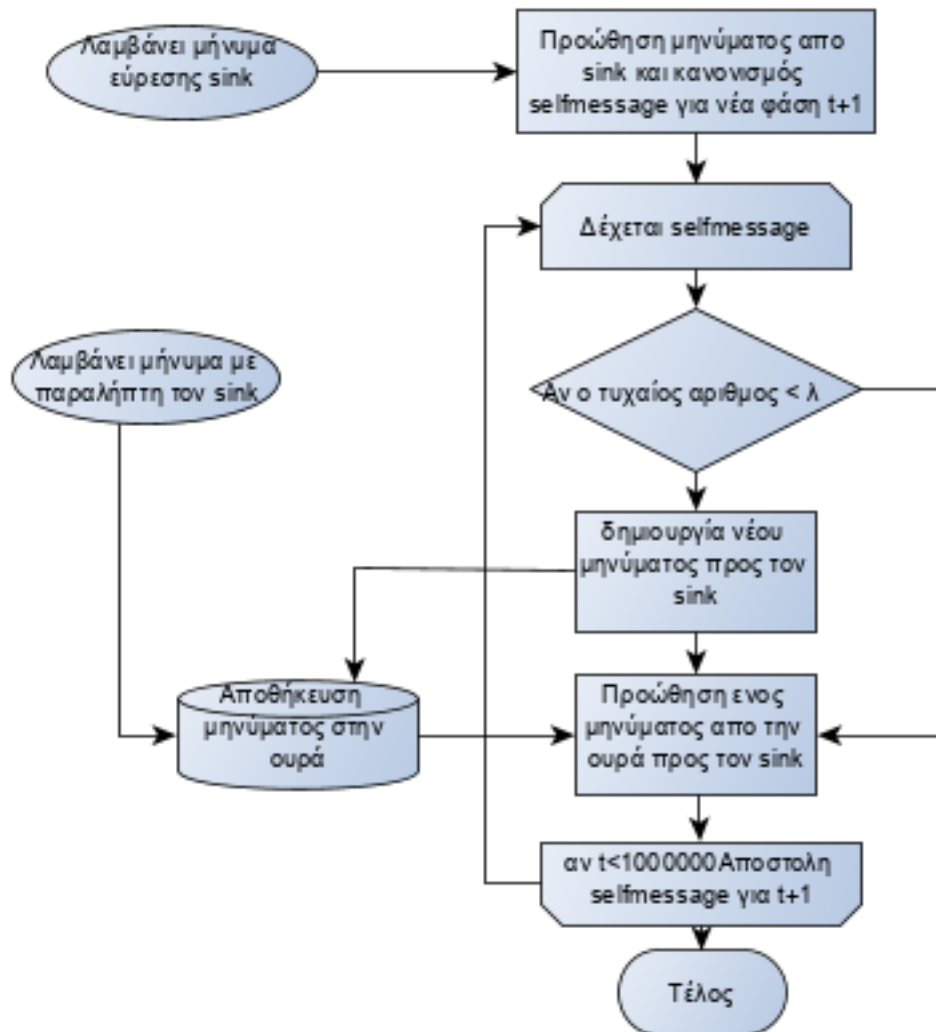 Λαμβάνει μήνυμα
εύρεσης sink
Προώθηση μηνύματος απο
sink και κανονισμός
selfmessage για νέα φάση t+1
Δέχεται selfmessage
Λαμβάνει μήνυμα με
παραλήπτη τον sink
Αν ο τυχαίος αριθμος < λ
δημιουργία νέου
μηνύματος προς τον
sink
Αποθήκευση
μηνύματος στην
ουρά
Προώθηση ενος
μηνύματος απο την
ουρά προς τον sink
αν t<1000000Αποστολη
selfmessage για t+1
Τέλος